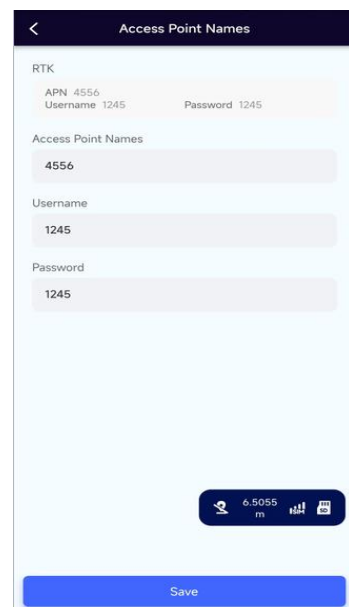 Access Point Names
RTK
APN 4556
Username 1245 Password 1245
Access Point Names
4556
Username
1245
Password
1245
6.5055
m
SIM
SD
Save